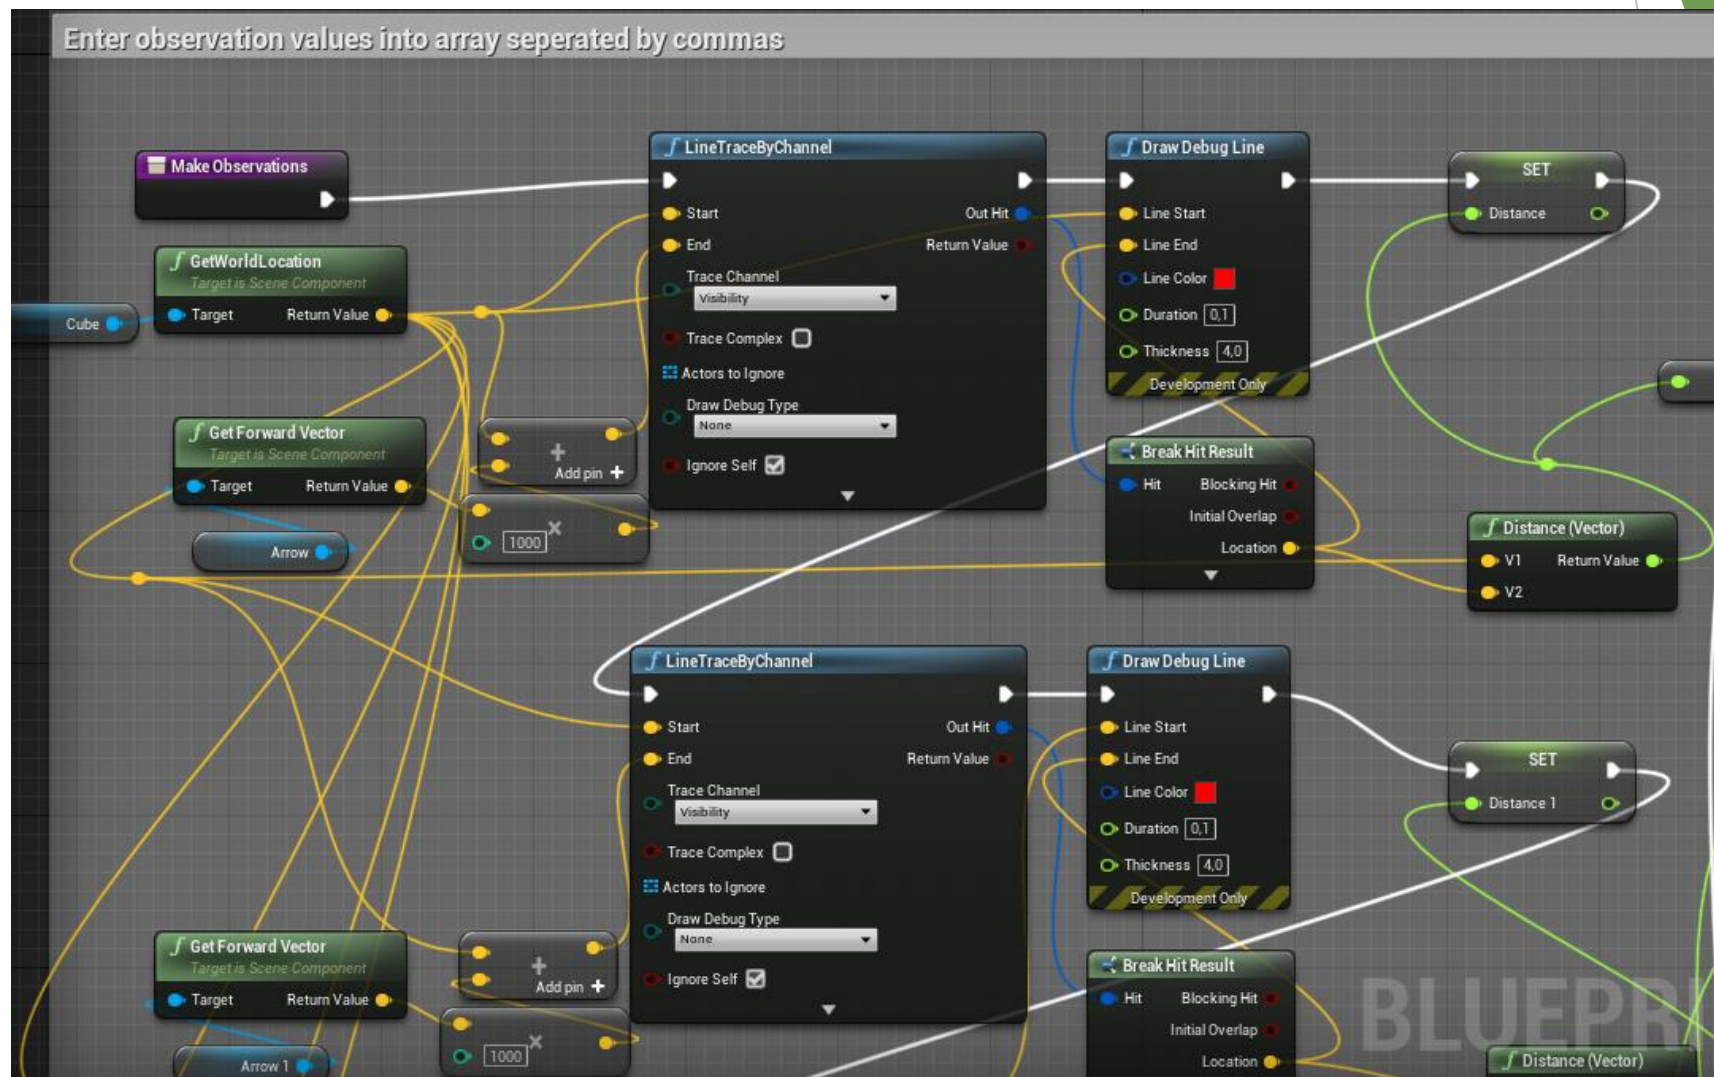 Enter observation values into array seperated by commas
Make Observations
GetWorldLocation
Target is Scene Component
Target
Return Value
Cube
Get Forward Vector
Target is Scene Component
Target
Return Value
Arrow
+
Add pin +
1000
×
LineTraceByChannel
Start
Out Hit
End
Return Value
Trace Channel
Visibility
Trace Complex
Actors to Ignore
Draw Debug Type
None
Ignore Self
Draw Debug Line
Line Start
Line End
Line Color
Duration 0,1
Thickness 4,0
Development Only
Break Hit Result
Hit
Blocking Hit
Initial Overlap
Location
SET
Distance
Distance (Vector)
V1
Return Value
V2
LineTraceByChannel
Start
Out Hit
End
Return Value
Trace Channel
Visibility
Trace Complex
Actors to Ignore
Draw Debug Type
None
Ignore Self
Draw Debug Line
Line Start
Line End
Line Color
Duration 0,1
Thickness 4,0
Development Only
SET
Distance 1
Get Forward Vector
Target is Scene Component
Target
Return Value
Arrow 1
+
Add pin +
1000
×
Break Hit Result
Hit
Blocking Hit
Initial Overlap
Location
BLUEPRI
Distance (Vector)